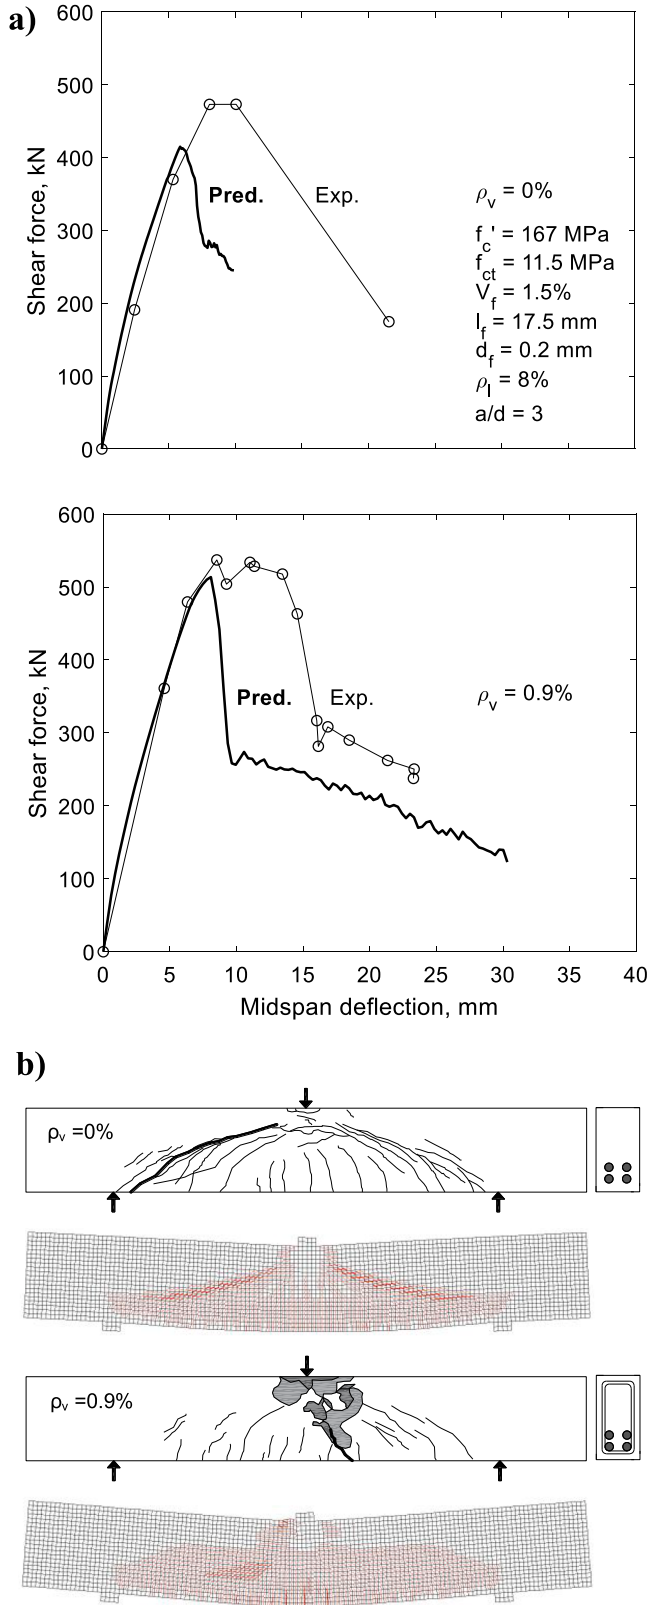 a)
600
500
400
300
200
100
0
Shear force, kN
Pred.
Exp.
ρv = 0%
fc' = 167 MPa
fct = 11.5 MPa
Vf = 1.5%
lf = 17.5 mm
df = 0.2 mm
ρl = 8%
a/d = 3
600
500
400
300
200
100
0
Shear force, kN
Pred.
Exp.
ρv = 0.9%
0 5 10 15 20 25 30 40
Midspan deflection, mm
b)
ρv =0%
ρv =0.9%